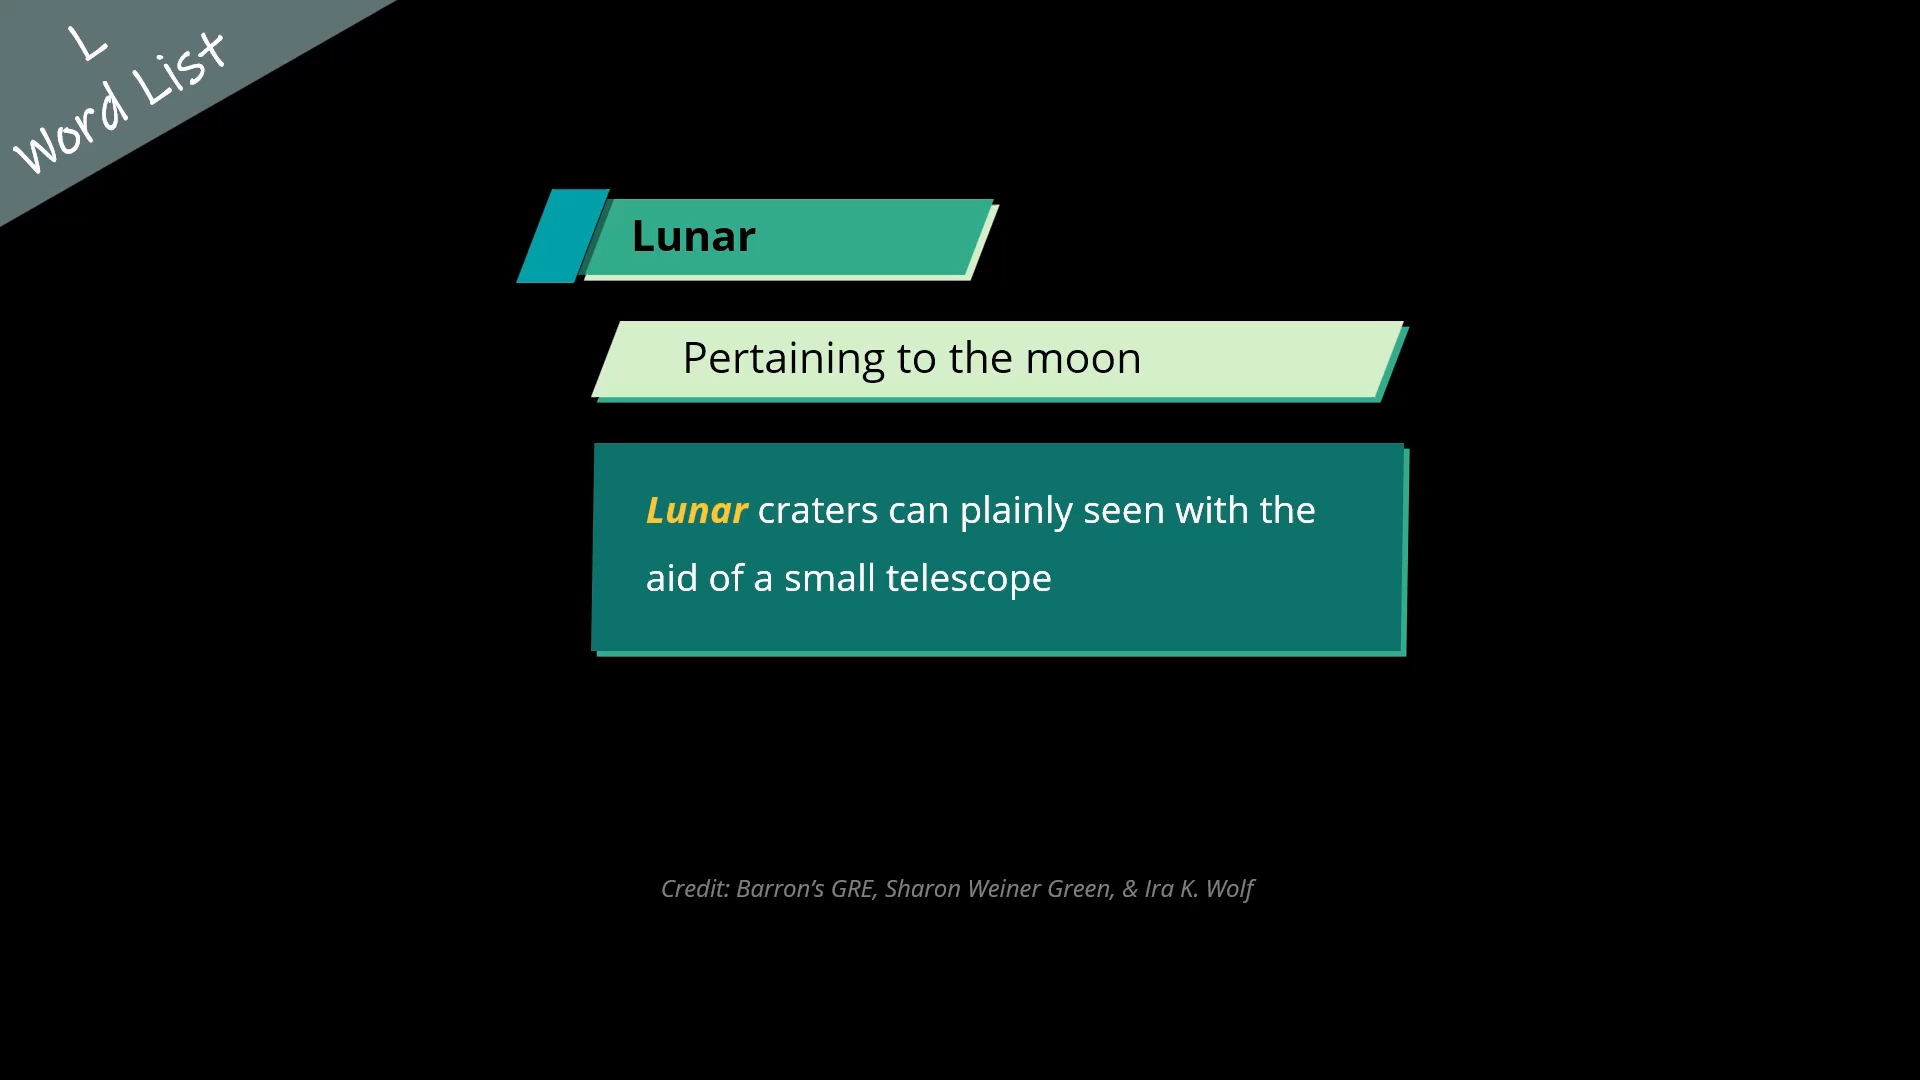 L
Word List
Lunar
Pertaining to the moon
Lunar craters can plainly seen with the
aid of a small telescope
Credit: Barron’s GRE, Sharon Weiner Green, & Ira K. Wolf